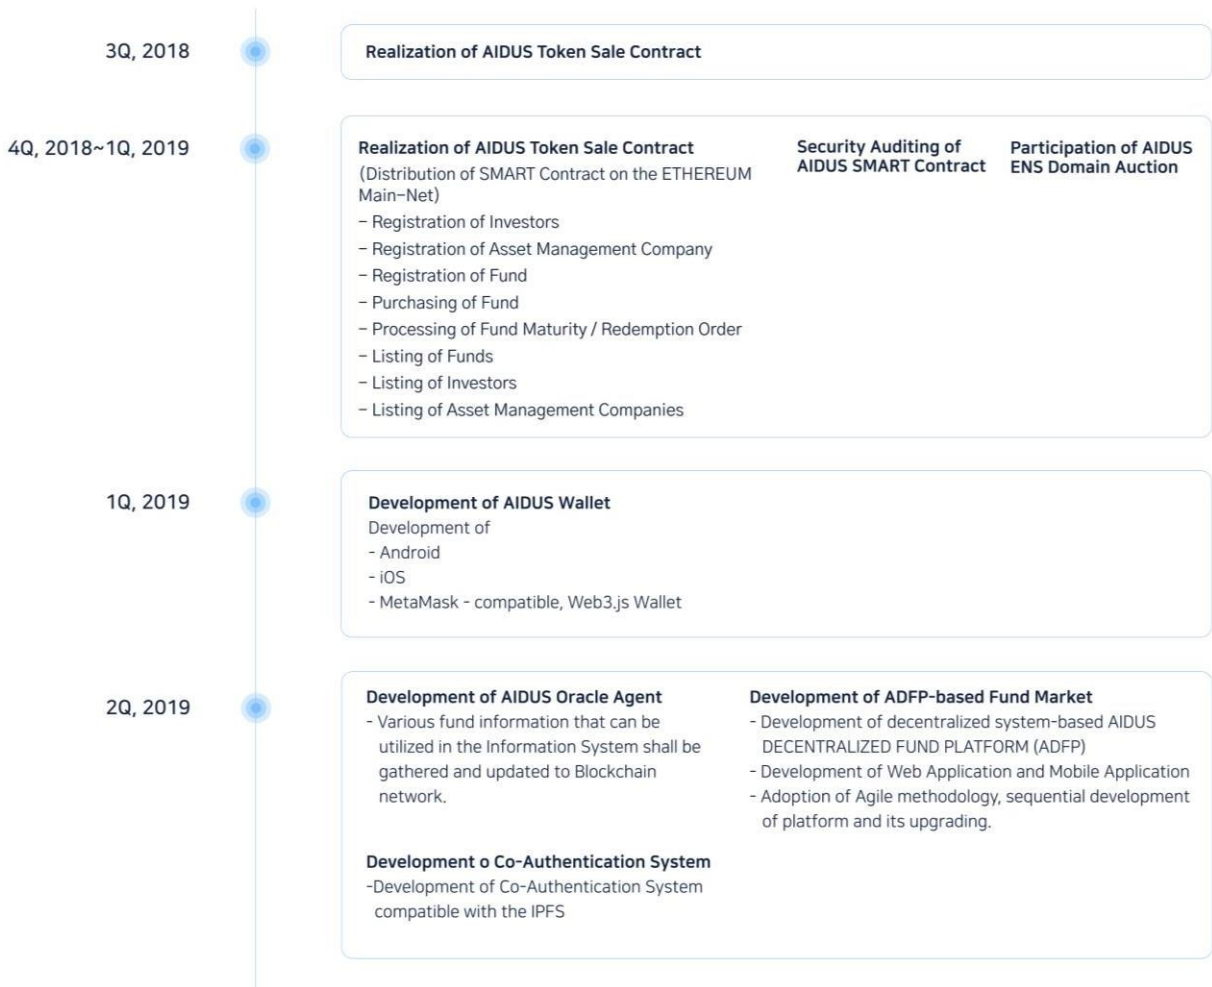 3Q, 2018
Realization of AIDUS Token Sale Contract
4Q, 2018~1Q, 2019
Realization of AIDUS Token Sale Contract
(Distribution of SMART Contract on the ETHEREUM
Main-Net)
- Registration of Investors
- Registration of Asset Management Company
- Registration of Fund
- Purchasing of Fund
- Processing of Fund Maturity / Redemption Order
- Listing of Funds
- Listing of Investors
- Listing of Asset Management Companies
Security Auditing of
AIDUS SMART Contract
Participation of AIDUS
ENS Domain Auction
1Q, 2019
Development of AIDUS Wallet
Development of
- Android
- iOS
- MetaMask - compatible, Web3.js Wallet
2Q, 2019
Development of AIDUS Oracle Agent
- Various fund information that can be
utilized in the Information System shall be
gathered and updated to Blockchain
network.
Development o Co-Authentication System
-Development of Co-Authentication System
compatible with the IPFS
Development of ADFP-based Fund Market
- Development of decentralized system-based AIDUS
DECENTRALIZED FUND PLATFORM (ADFP)
- Development of Web Application and Mobile Application
- Adoption of Agile methodology, sequential development
of platform and its upgrading.